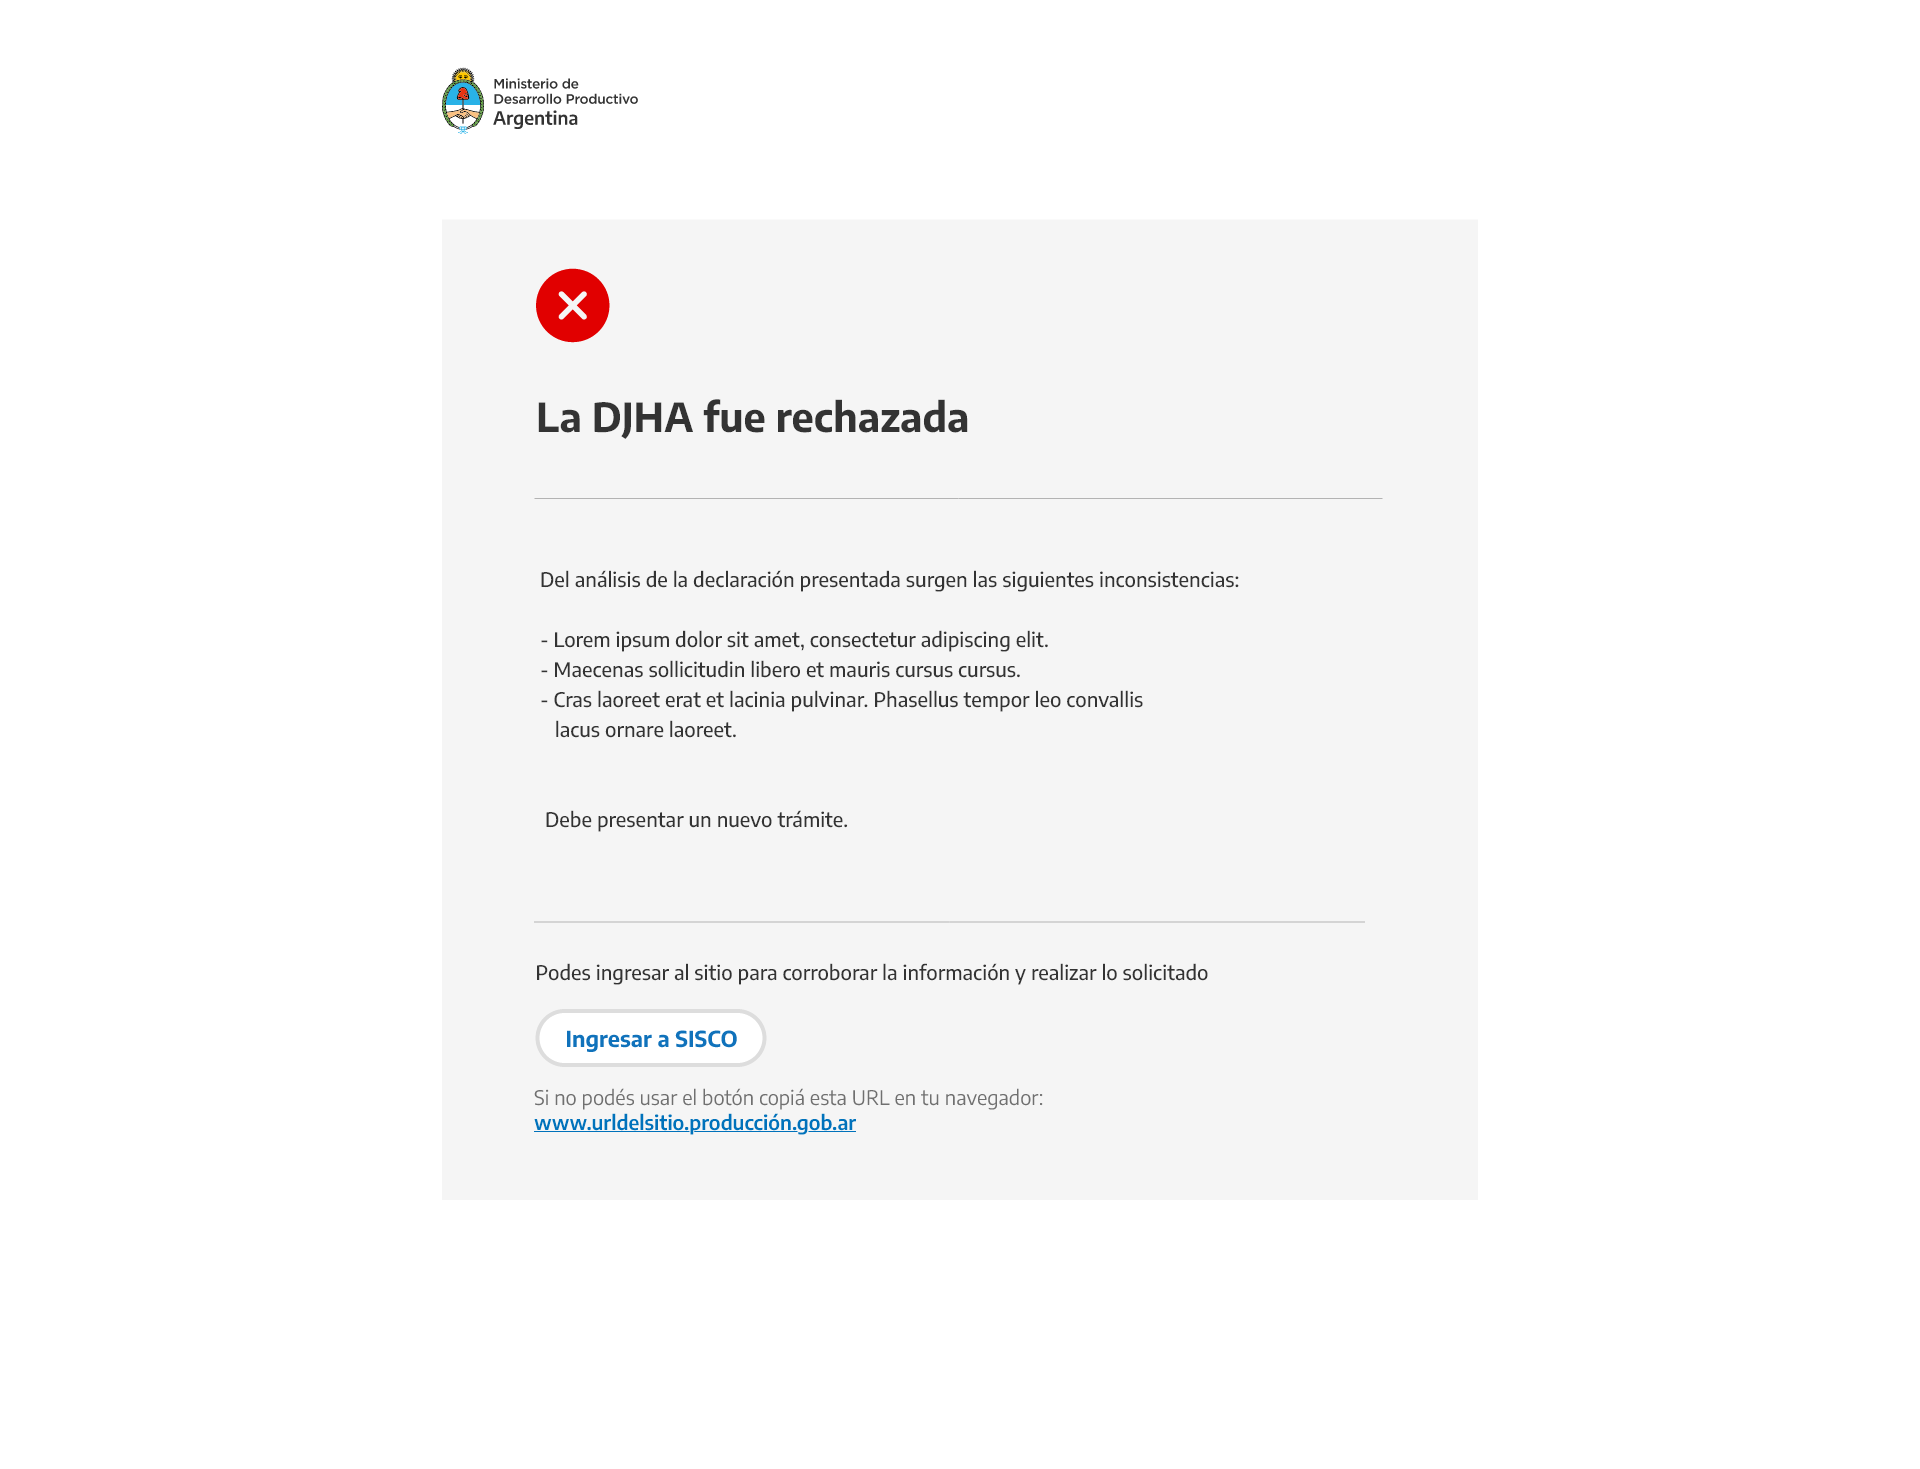 Ministerio de
Desarrollo Productivo
Argentina
La DJHA fue rechazada
Del análisis de la declaración presentada surgen las siguientes inconsistencias:
- Lorem ipsum dolor sit amet, consectetur adipiscing elit.
- Maecenas sollicitudin libero et mauris cursus cursus.
- Cras laoreet erat et lacinia pulvinar. Phasellus tempor leo convallis
lacus ornare laoreet.
Debe presentar un nuevo trámite.
Podes ingresar al sitio para corroborar la información y realizar lo solicitado
Ingresar a SISCO
Si no podés usar el botón copiá esta URL en tu navegador:
www.urldelsitio.producción.gob.ar